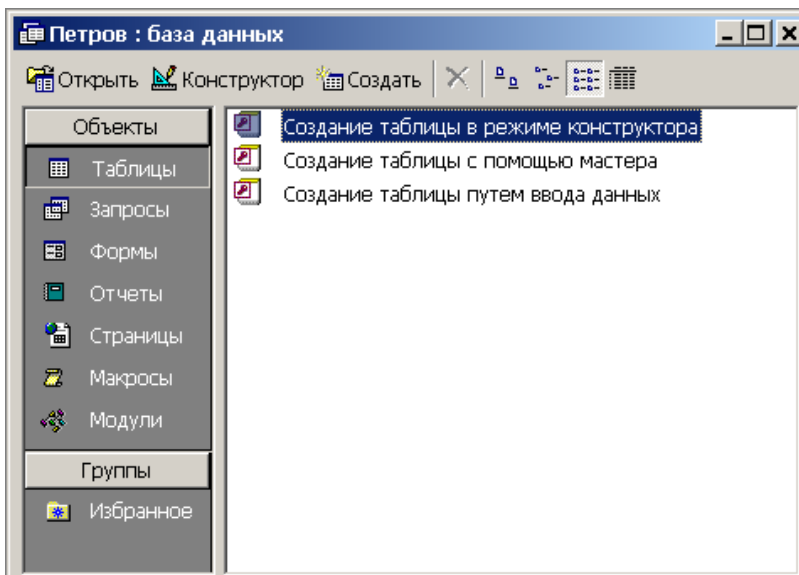 Петров : база данных
Открыть Конструктор Создать
Объекты
Таблицы
Запросы
Формы
Отчеты
Страницы
Макросы
Модули
Группы
Избранное
Создание таблицы в режиме конструктора
Создание таблицы с помощью мастера
Создание таблицы путем ввода данных